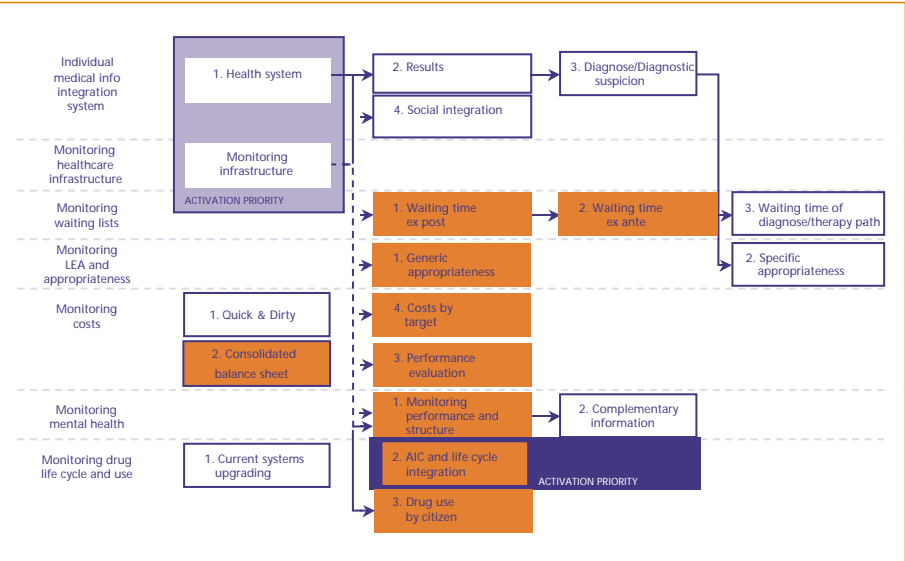 Individual
medical info
integration
system
1. Health system
2. Results
3. Diagnose/Diagnostic
suspicion
4. Social integration
Monitoring
healthcare
infrastructure
Monitoring
infrastructure
ACTIVATION PRIORITY
Monitoring
waiting lists
1. Waiting time
ex post
2. Waiting time
ex ante
3. Waiting time of
diagnose/therapy path
Monitoring
LEA and
appropriateness
1. Generic
appropriateness
2. Specific
appropriateness
Monitoring
costs
1. Quick & Dirty
4. Costs by
target
2. Consolidated
balance sheet
3. Performance
evaluation
Monitoring
mental health
1. Monitoring
performance and
structure
2. Complementary
information
Monitoring drug
life cycle and use
1. Current systems
upgrading
2. AIC and life cycle
integration
ACTIVATION PRIORITY
3. Drug use
by citizen